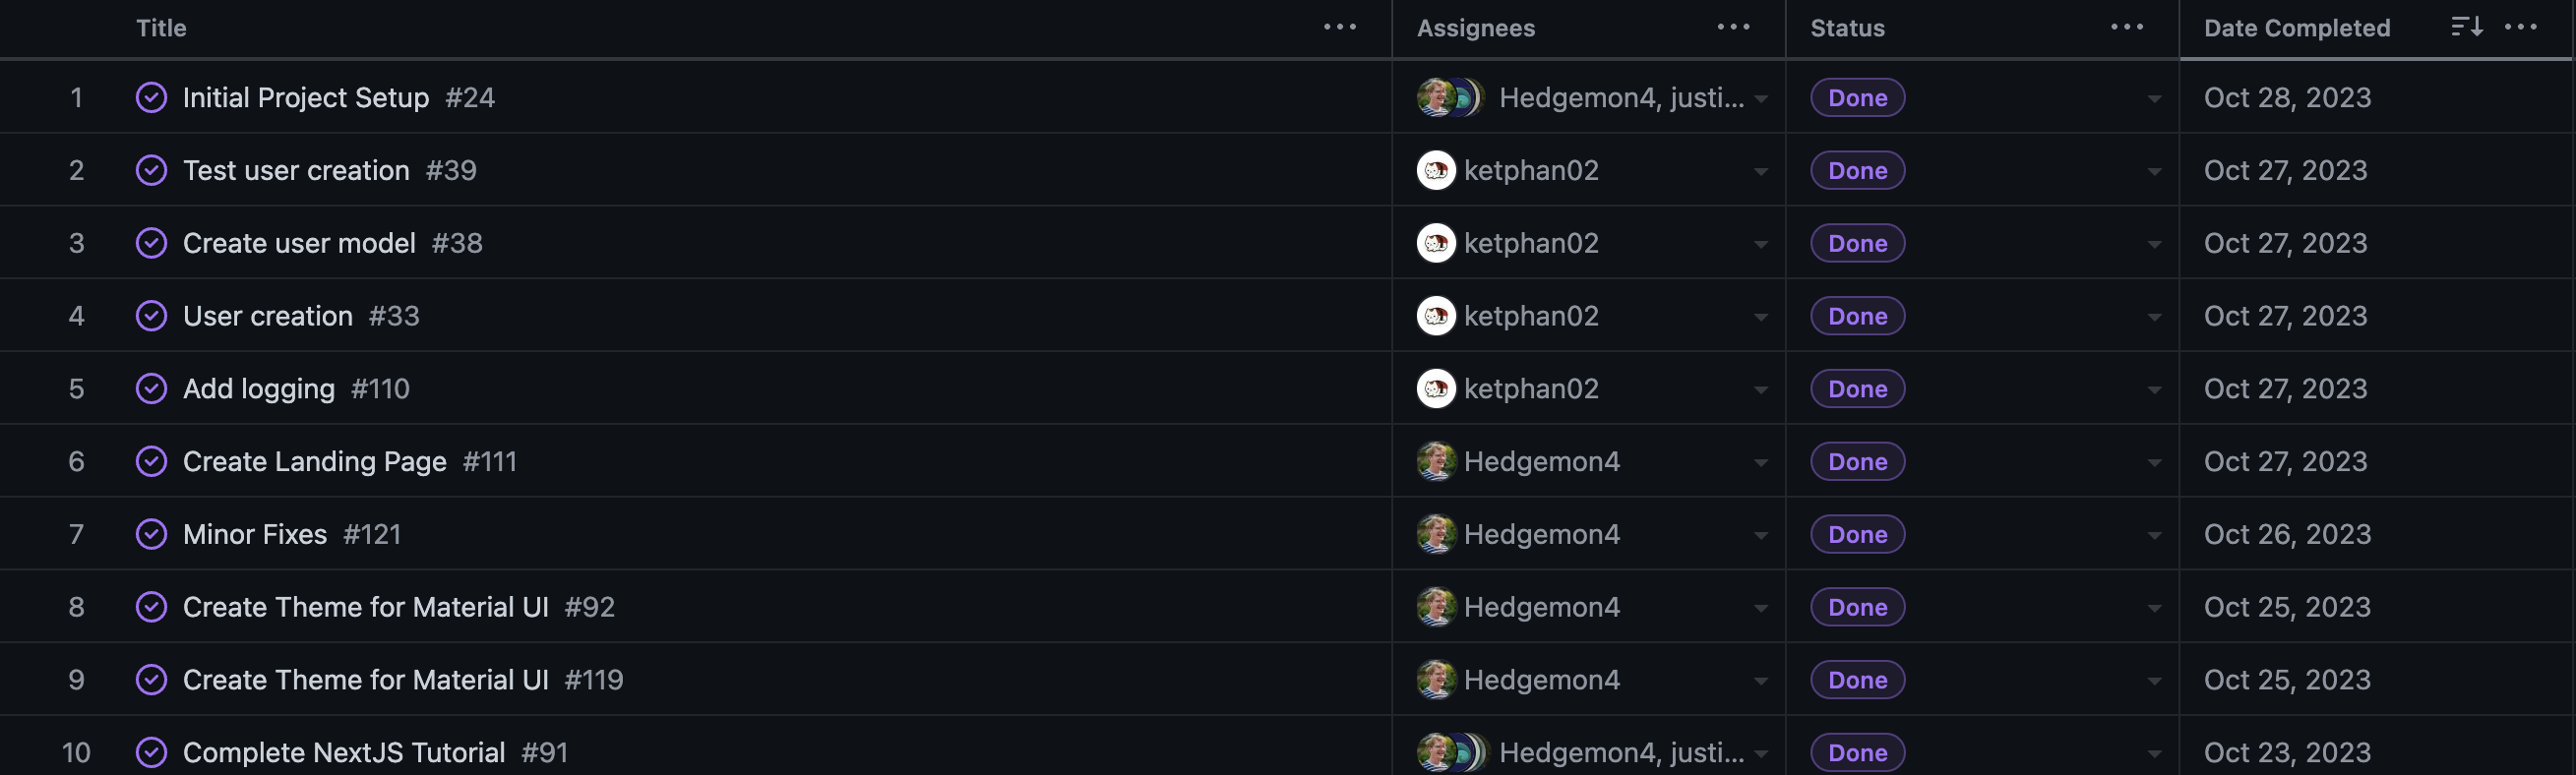 Title Assignees Status Date Completed
1 Initial Project Setup #24 Hedgemon4, justi... Done Oct 28, 2023
2 Test user creation #39 ketphan02 Done Oct 27, 2023
3 Create user model #38 ketphan02 Done Oct 27, 2023
4 User creation #33 ketphan02 Done Oct 27, 2023
5 Add logging #110 ketphan02 Done Oct 27, 2023
6 Create Landing Page #111 Hedgemon4 Done Oct 27, 2023
7 Minor Fixes #121 Hedgemon4 Done Oct 26, 2023
8 Create Theme for Material UI #92 Hedgemon4 Done Oct 25, 2023
9 Create Theme for Material UI #119 Hedgemon4 Done Oct 25, 2023
10 Complete NextJS Tutorial #91 Hedgemon4, justi... Done Oct 23, 2023